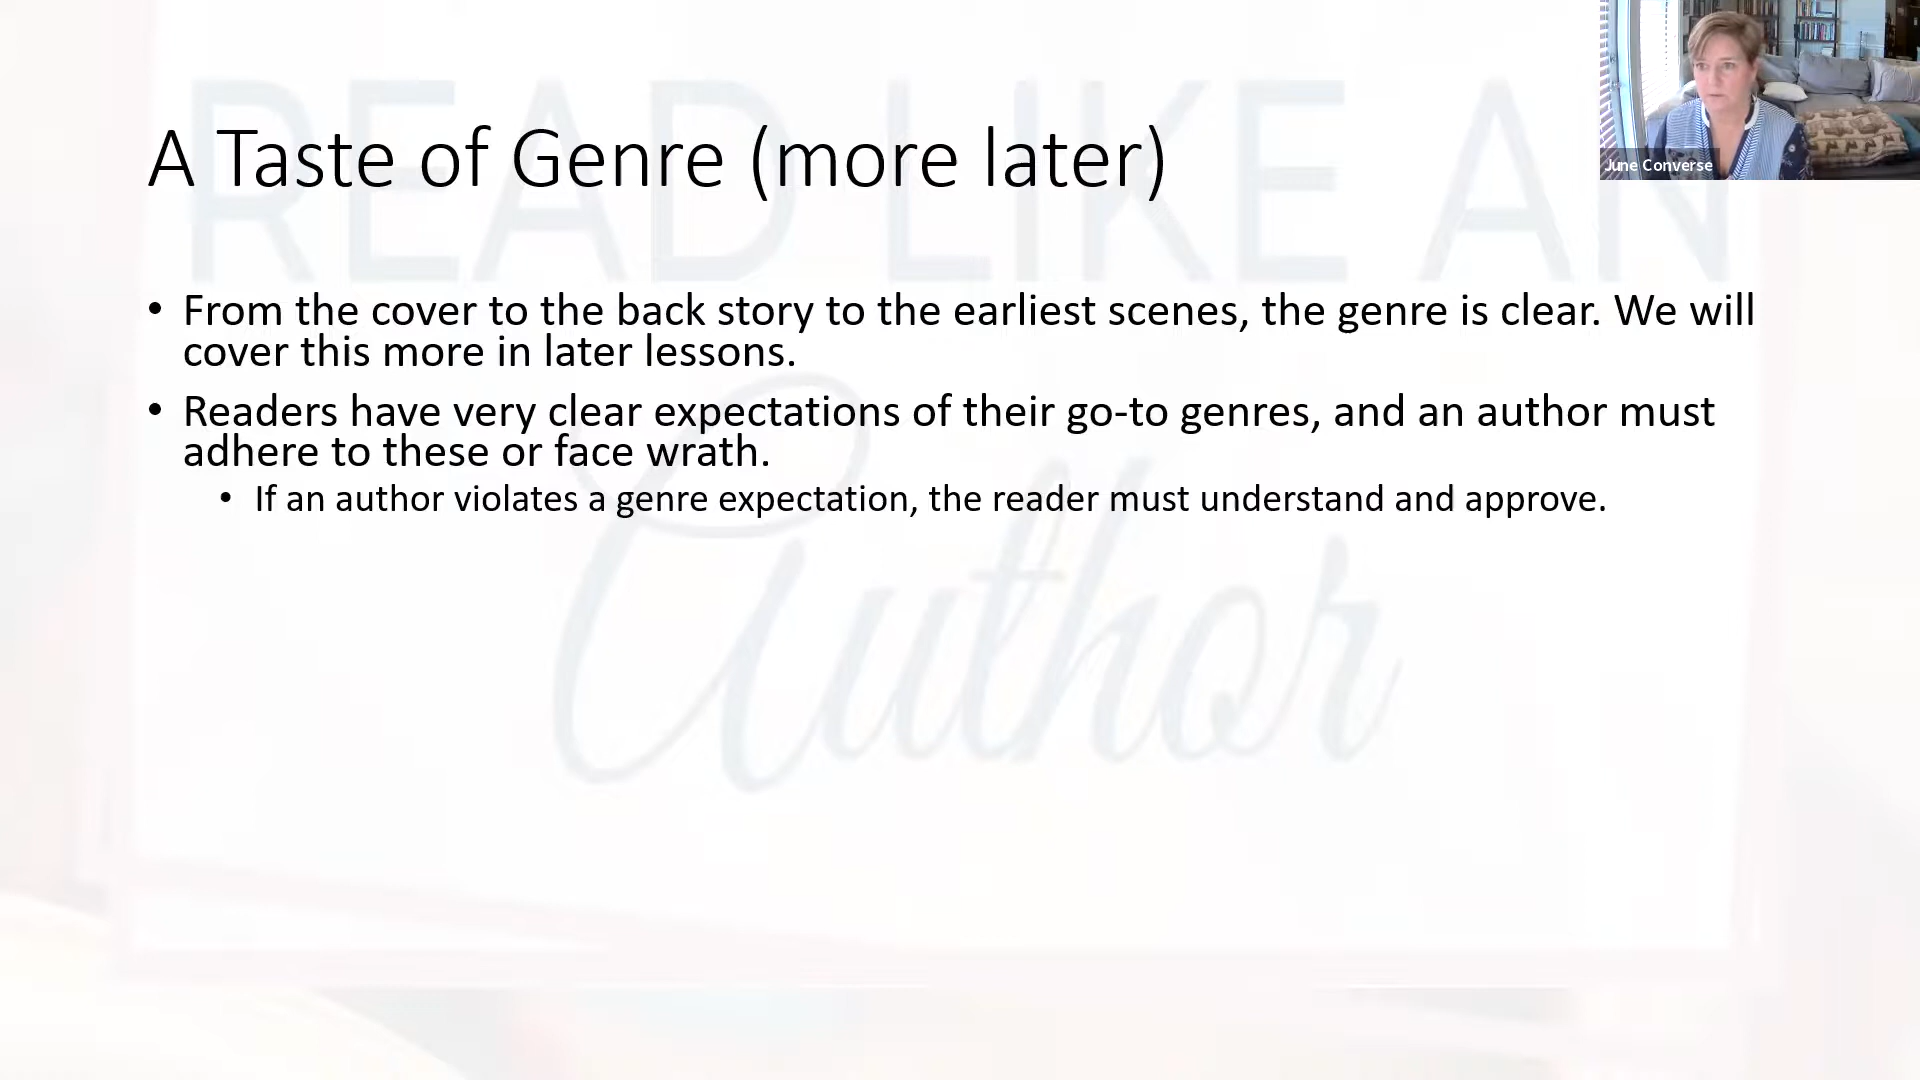 READ LIKE AN
Author
A Taste of Genre (more later)
June Converse
• From the cover to the back story to the earliest scenes, the genre is clear. We will
cover this more in later lessons.
• Readers have very clear expectations of their go-to genres, and an author must
adhere to these or face wrath.
• If an author violates a genre expectation, the reader must understand and approve.